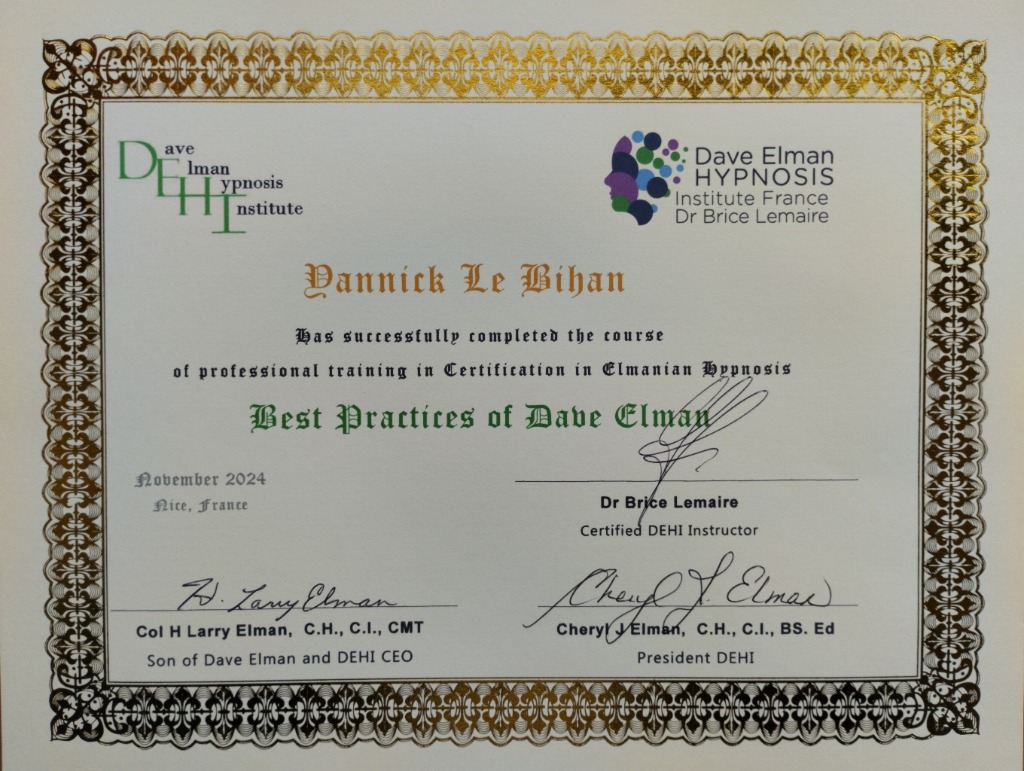 Dave
Elman
Hypnosis
Institute
Dave Elman
HYPNOSIS
Institute France
Dr Brice Lemaire
Yannick Le Bihan
Has successfully completed the course
of professional training in Certification in Elmanian Hypnosis
Best Practices of Dave Elman
November 2024
Nice, France
Dr Brice Lemaire
Certified DEHI Instructor
H. Larry Elman
Col H Larry Elman, C.H., C.I., CMT
Son of Dave Elman and DEHI CEO
Cheryl J. Elman
Cheryl J Elman, C.H., C.I., BS. Ed
President DEHI